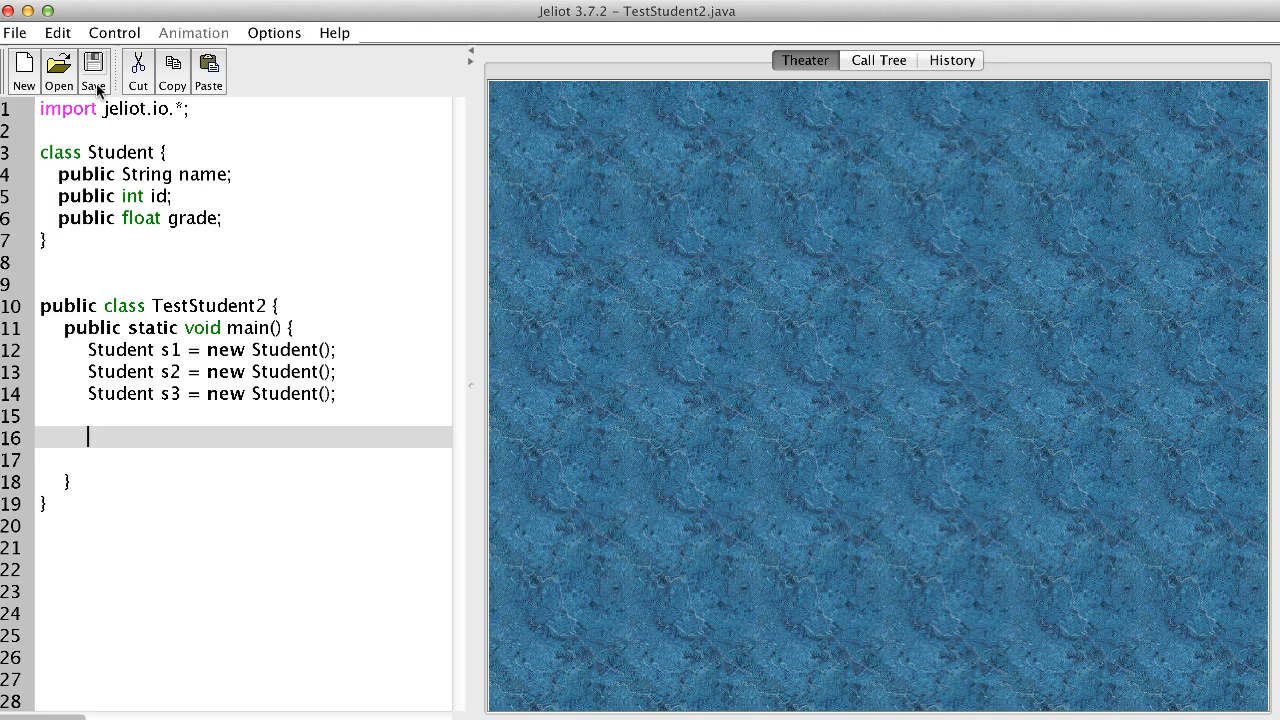 Jeliot 3.7.2 – TestStudent2.java
File Edit Control Animation Options Help
New Open Save Cut Copy Paste
Theater Call Tree History
1 import jeliot.io.*;
2
3 class Student {
4 public String name;
5 public int id;
6 public float grade;
7 }
8
9
10 public class TestStudent2 {
11 public static void main() {
12 Student s1 = new Student();
13 Student s2 = new Student();
14 Student s3 = new Student();
15
16
17
18 }
19 }
20
21
22
23
24
25
26
27
28